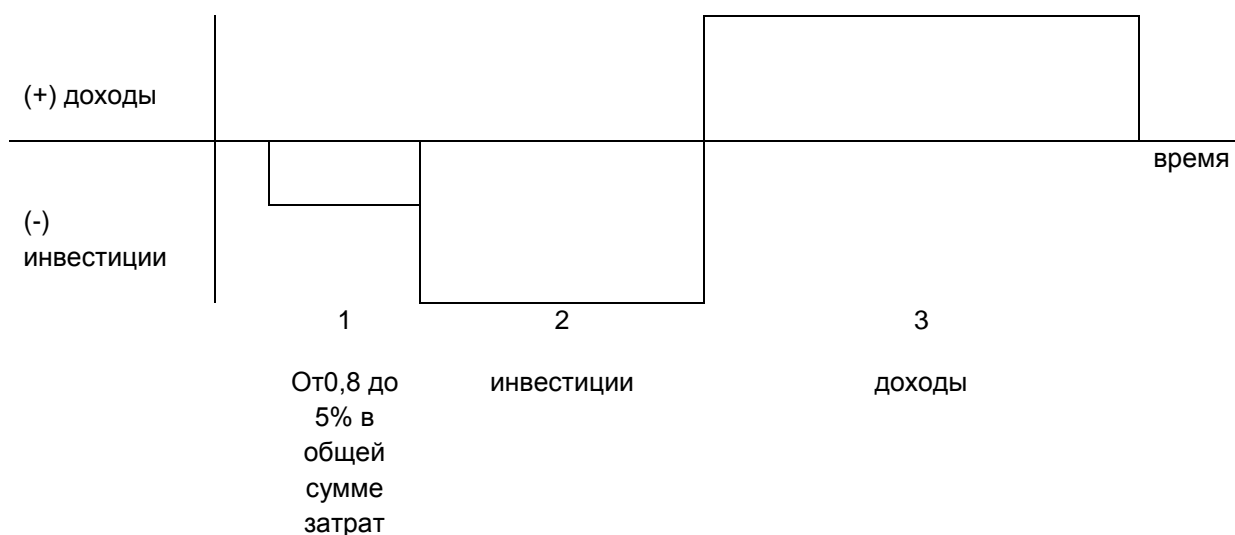 (+) доходы
время
(-)
инвестиции
1 2 3
От0,8 до инвестиции доходы
5% в
общей
сумме
затрат